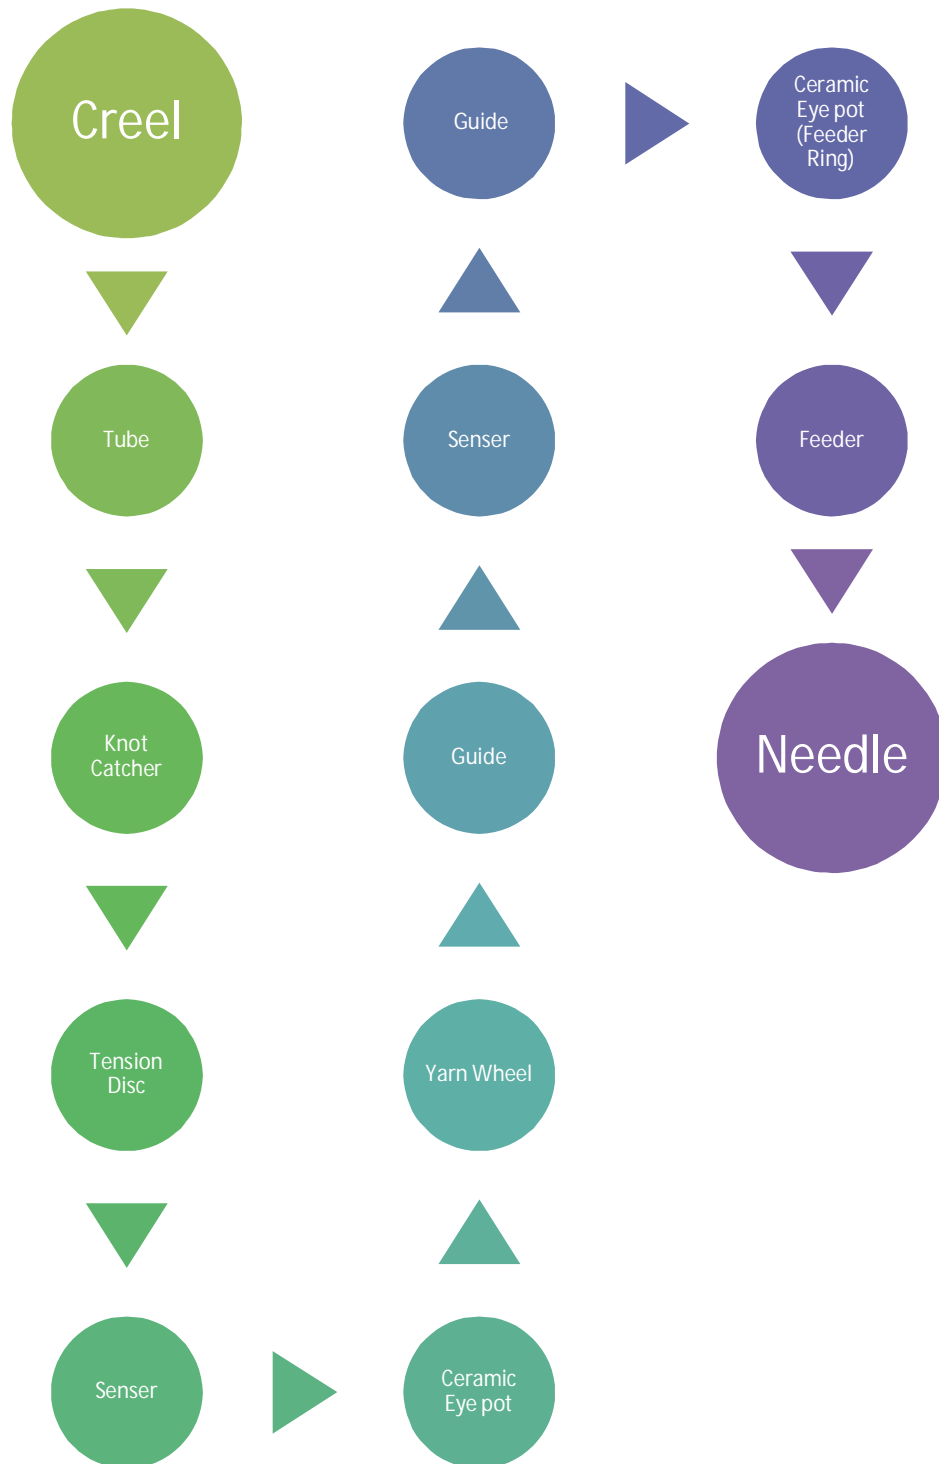 Creel
Tube
Knot
Catcher
Tension
Disc
Senser
Ceramic
Eye pot
Yarn Wheel
Guide
Senser
Guide
Ceramic
Eye pot
(Feeder
Ring)
Feeder
Needle